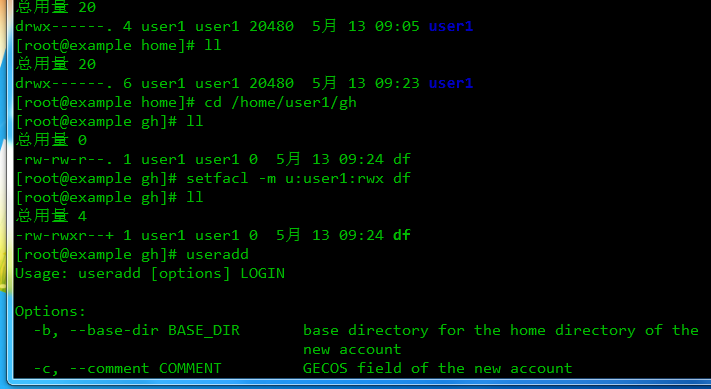 总用量 20
drwx------. 4 user1 user1 20480  5月 13 09:05 user1
[root@example home]# ll
总用量 20
drwx------. 6 user1 user1 20480  5月 13 09:23 user1
[root@example home]# cd /home/user1/gh
[root@example gh]# ll
总用量 0
-rw-rw-r--. 1 user1 user1 0  5月 13 09:24 df
[root@example gh]# setfacl -m u:user1:rwx df
[root@example gh]# ll
总用量 4
-rw-rwxr--+ 1 user1 user1 0  5月 13 09:24 df
[root@example gh]# useradd
Usage: useradd [options] LOGIN

Options:
  -b, --base-dir BASE_DIR       base directory for the home directory of the
                                new account
  -c, --comment COMMENT         GECOS field of the new account